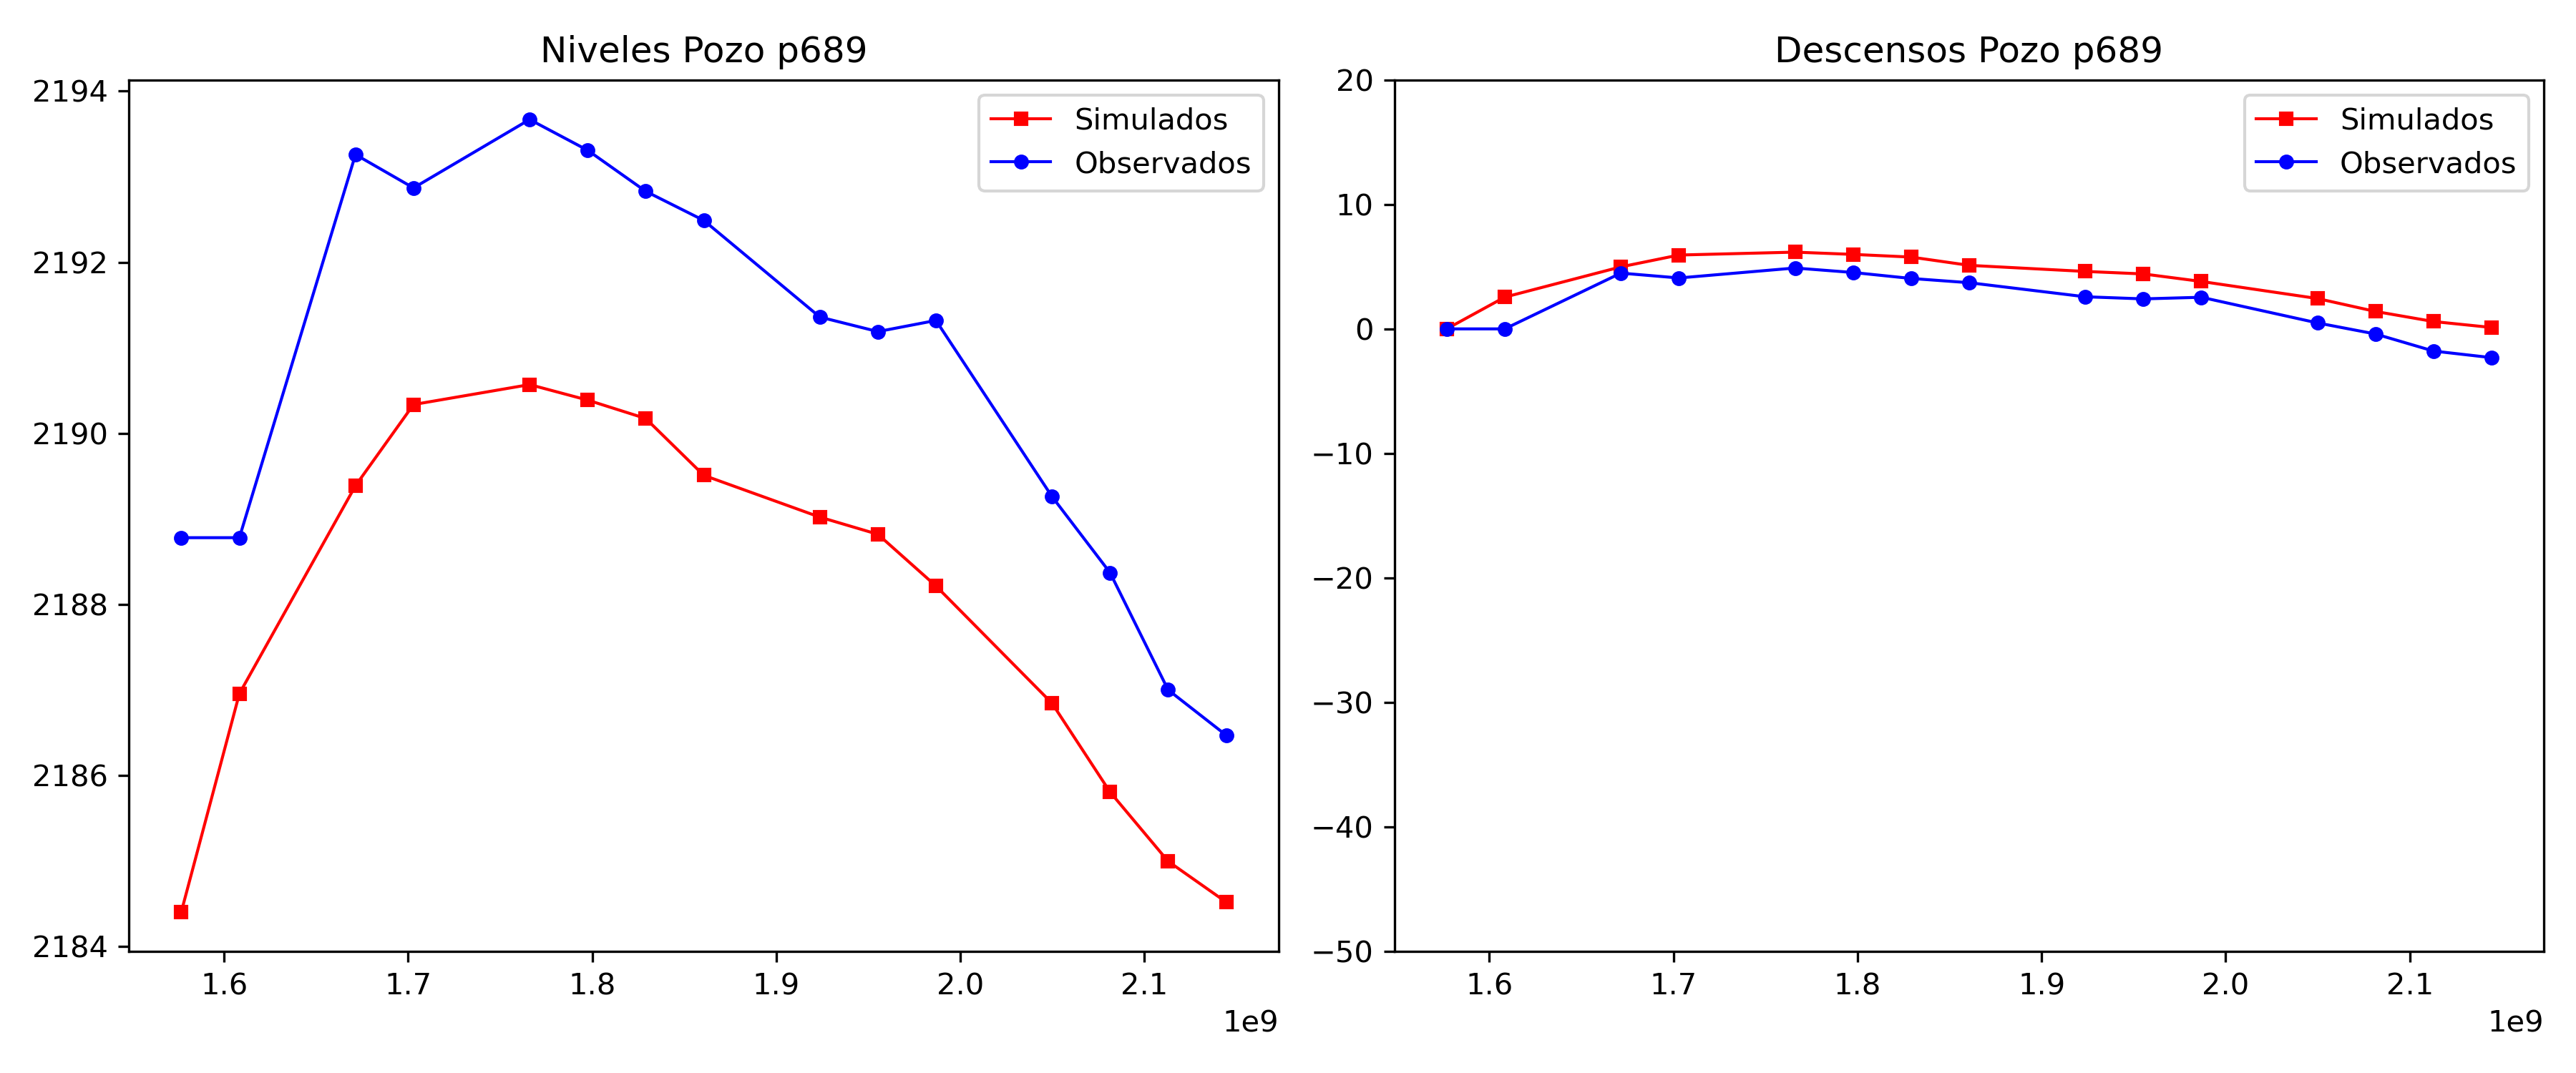 Niveles Pozo p689
Simulados
Observados
2194
2192
2190
2188
2186
2184
1.6 1.7 1.8 1.9 2.0 2.1
1e9
Descensos Pozo p689
Simulados
Observados
20
10
0
−10
−20
−30
−40
−50
1.6 1.7 1.8 1.9 2.0 2.1
1e9